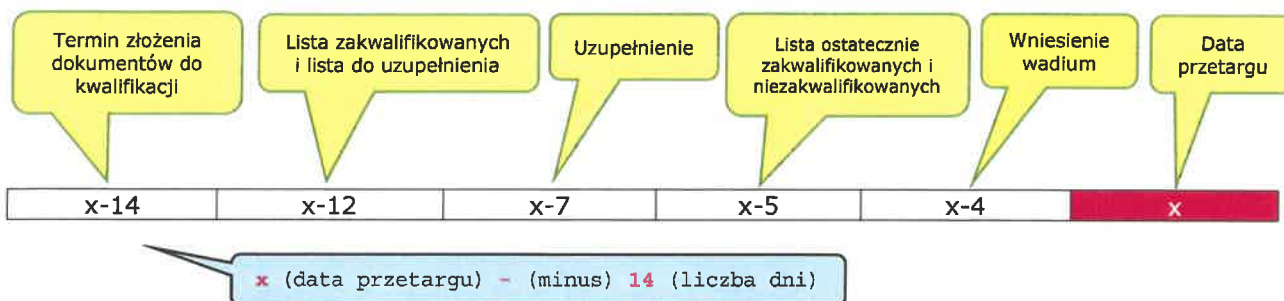 Termin złożenia
dokumentów do
kwalifikacji
Lista zakwalifikowanych
i lista do uzupełnienia
Uzupełnienie
Lista ostatecznie
zakwalifikowanych i
niezakwalifikowanych
Wniesienie
wadium
Data
przetargu
x-14
x-12
x-7
x-5
x-4
x
x (data przetargu) - (minus) 14 (liczba dni)